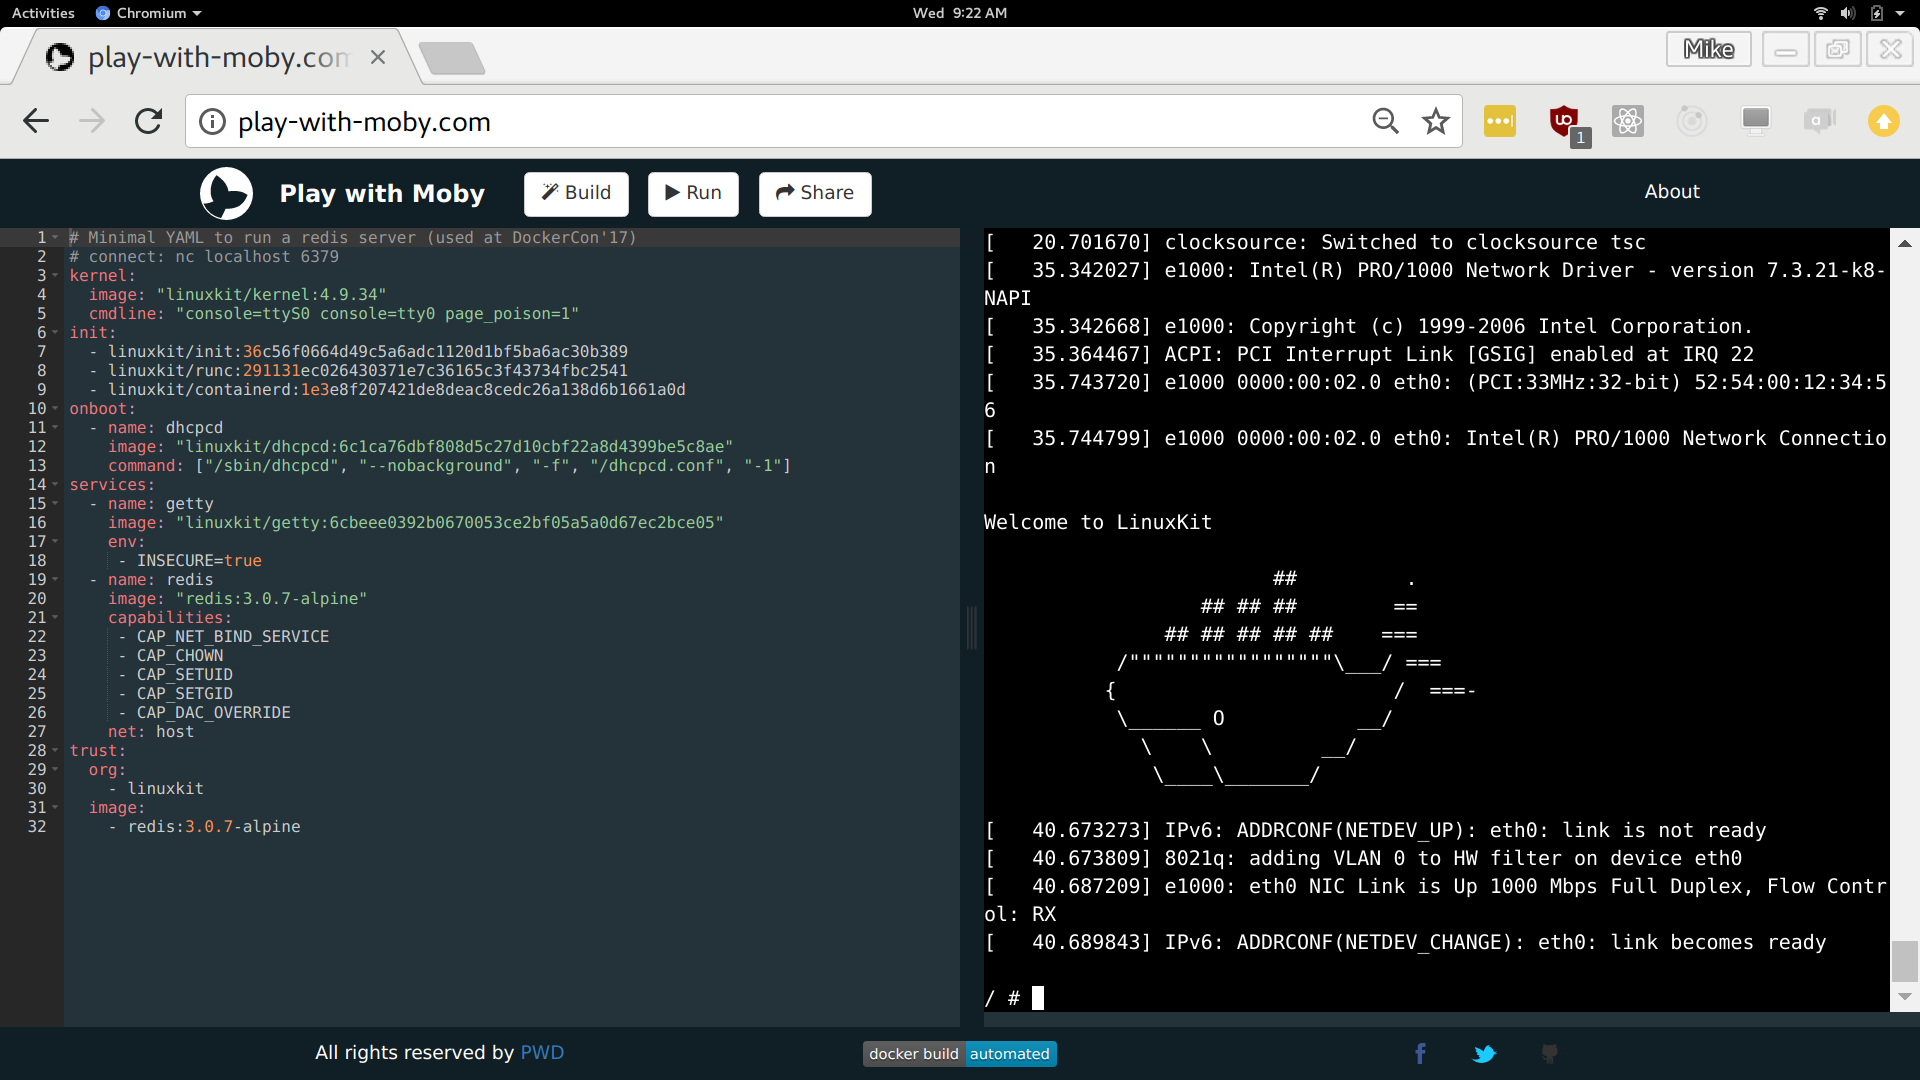 Activities Chromium Wed 9:22 AM
play-with-moby.com Mike
play-with-moby.com 1
Play with Moby Build Run Share About
1 # Minimal YAML to run a redis server (used at DockerCon'17)
2 # connect: nc localhost 6379
3 kernel:
4 image: "linuxkit/kernel:4.9.34"
5 cmdline: "console=ttyS0 console=tty0 page_poison=1"
6 init:
7 - linuxkit/init:36c56f0664d49c5a6adc1120d1bf5ba6ac30b389
8 - linuxkit/runc:291131ec026430371e7c36165c3f43734fbc2541
9 - linuxkit/containerd:1e3e8f207421de8deac8cedc26a138d6b1661a0d
10 onboot:
11 - name: dhcpcd
12 image: "linuxkit/dhcpcd:6c1ca76dbf808d5c27d10cbf22a8d4399be5c8ae"
13 command: ["/sbin/dhcpcd", "--nobackground", "-f", "/dhcpcd.conf", "-1"]
14 services:
15 - name: getty
16 image: "linuxkit/getty:6cbeee0392b0670053ce2bf05a5a0d67ec2bce05"
17 env:
18 - INSECURE=true
19 - name: redis
20 image: "redis:3.0.7-alpine"
21 capabilities:
22 - CAP_NET_BIND_SERVICE
23 - CAP_CHOWN
24 - CAP_SETUID
25 - CAP_SETGID
26 - CAP_DAC_OVERRIDE
27 net: host
28 trust:
29 org:
30 - linuxkit
31 image:
32 - redis:3.0.7-alpine
[   20.701670] clocksource: Switched to clocksource tsc
[   35.342027] e1000: Intel(R) PRO/1000 Network Driver - version 7.3.21-k8-
NAPI
[   35.342668] e1000: Copyright (c) 1999-2006 Intel Corporation.
[   35.364467] ACPI: PCI Interrupt Link [GSIG] enabled at IRQ 22
[   35.743720] e1000 0000:00:02.0 eth0: (PCI:33MHz:32-bit) 52:54:00:12:34:5
6
[   35.744799] e1000 0000:00:02.0 eth0: Intel(R) PRO/1000 Network Connectio
n
Welcome to LinuxKit
                        ##         .
                  ## ## ##        ==
               ## ## ## ## ##    ===
           /"""""""""""""""""\___/ ===
          {                       /  ===-
           \______ O           __/
             \    \         __/
              \____\_______/
[   40.673273] IPv6: ADDRCONF(NETDEV_UP): eth0: link is not ready
[   40.673809] 8021q: adding VLAN 0 to HW filter on device eth0
[   40.687209] e1000: eth0 NIC Link is Up 1000 Mbps Full Duplex, Flow Contr
ol: RX
[   40.689843] IPv6: ADDRCONF(NETDEV_CHANGE): eth0: link becomes ready
/ #
All rights reserved by PWD docker build automated